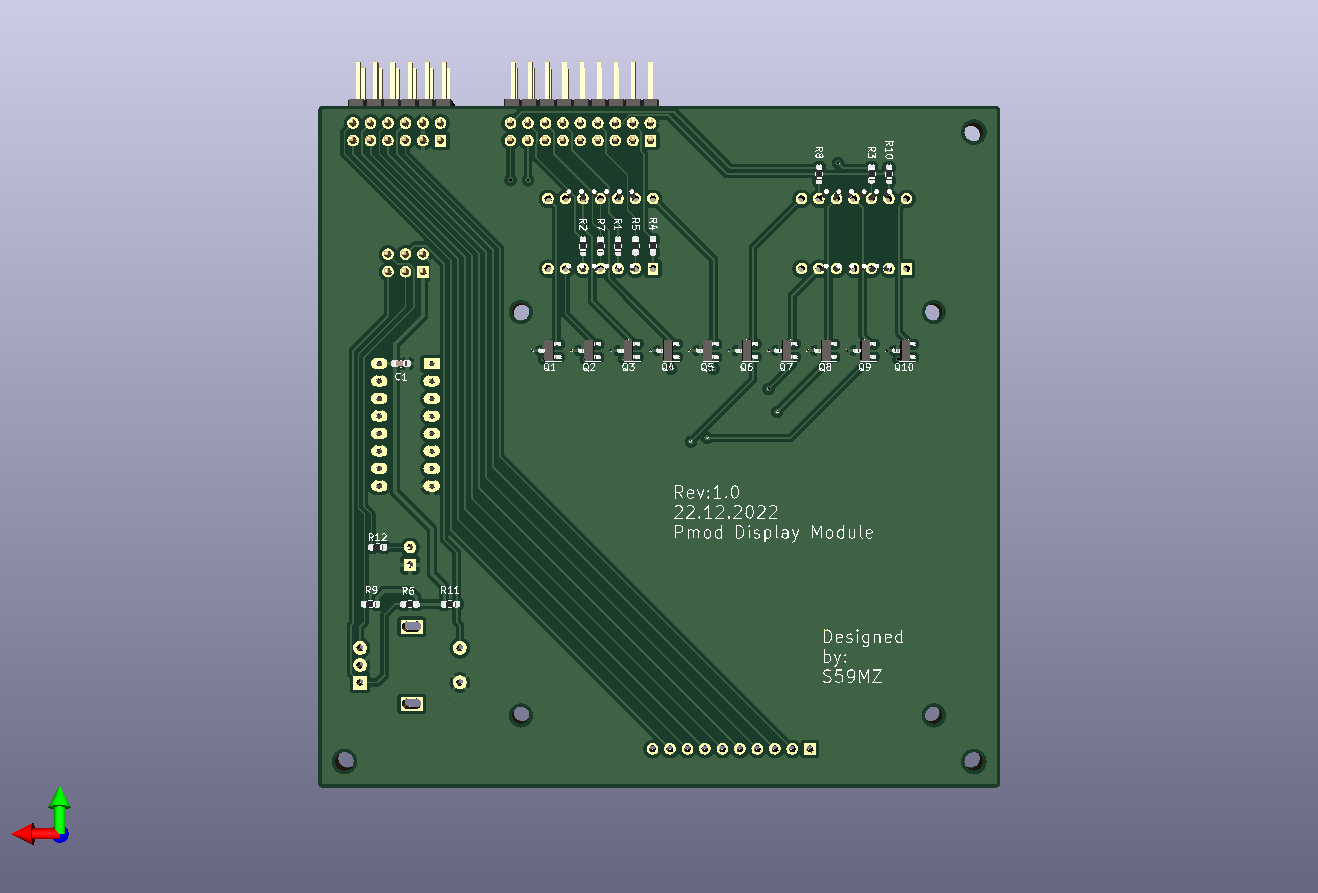 R8
R3
R10
R2
R7
R1
R5
R4
Q1 Q2 Q3 Q4 Q5 Q6 Q7 Q8 Q9 Q10
C1
Rev:1.0
22.12.2022
Pmod Display Module
R12
R9 R6 R11
Designed
by:
S59MZ